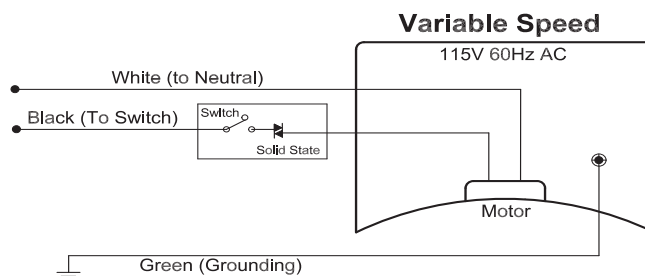 Variable Speed
115V 60Hz AC
White (to Neutral)
Black (To Switch)
Switch
Solid State
Motor
Green (Grounding)